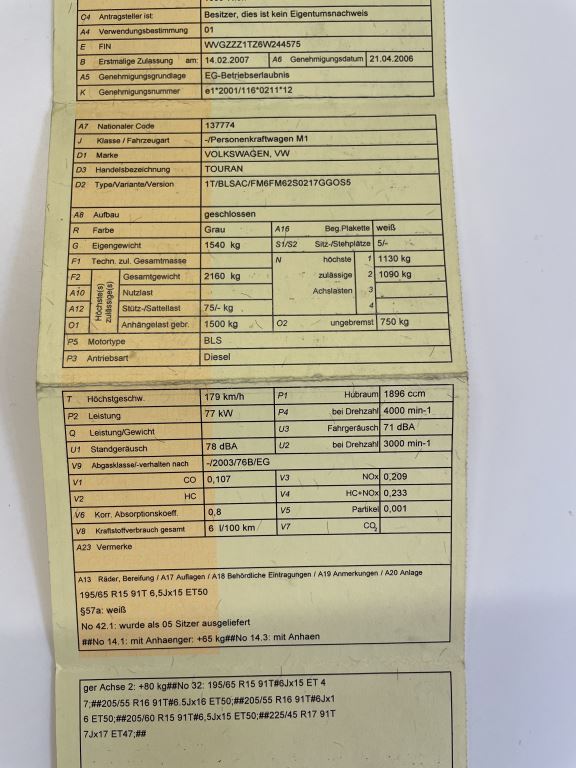 C4 Antragsteller ist: Besitzer, dies ist kein Eigentumsnachweis
A4 Verwendungsbestimmung 01
E FIN WVGZZZ1TZ6W244575
B Erstmalige Zulassung am: 14.02.2007 A6 Genehmigungsdatum 21.04.2006
A5 Genehmigungsgrundlage EG-Betriebserlaubnis
K Genehmigungsnummer e1*2001/116*0211*12
A7 Nationaler Code 137774
J Klasse / Fahrzeugart -/Personenkraftwagen M1
D1 Marke VOLKSWAGEN, VW
D3 Handelsbezeichnung TOURAN
D2 Type/Variante/Version 1T/BLSAC/FM6FM62S0217GGOS5
A8 Aufbau geschlossen
R Farbe Grau A16 Beg.Plakette weiß
G Eigengewicht 1540 kg S1/S2 Sitz-/Stehplätze 5/-
F1 Techn. zul. Gesamtmasse N höchste 1 1130 kg
F2 Höchste(s) zulässige(s) Gesamtgewicht 2160 kg zulässige 2 1090 kg
A10 Nutzlast Achslasten 3
A12 Stütz-/Sattellast 75/- kg 4
O1 Anhängelast gebr. 1500 kg O2 ungebremst 750 kg
P5 Motortype BLS
P3 Antriebsart Diesel
T Höchstgeschw. 179 km/h P1 Hubraum 1896 ccm
P2 Leistung 77 kW P4 bei Drehzahl 4000 min-1
Q Leistung/Gewicht U3 Fahrgeräusch 71 dBA
U1 Standgeräusch 78 dBA U2 bei Drehzahl 3000 min-1
V9 Abgasklasse/-verhalten nach -/2003/76B/EG
V1 CO 0,107 V3 NOx 0,209
V2 HC V4 HC+NOx 0,233
V6 Korr. Absorptionskoeff. 0,8 V5 Partikel 0,001
V8 Kraftstoffverbrauch gesamt 6 l/100 km V7 CO2
A23 Vermerke
A13 Räder, Bereifung / A17 Auflagen / A18 Behördliche Eintragungen / A19 Anmerkungen / A20 Anlage
195/65 R15 91T 6,5Jx15 ET50
§57a: weiß
No 42.1: wurde als 05 Sitzer ausgeliefert
##No 14.1: mit Anhaenger: +65 kg##No 14.3: mit Anhaen
ger Achse 2: +80 kg##No 32: 195/65 R15 91T#6Jx15 ET 4
7;##205/55 R16 91T#6.5Jx16 ET50;##205/55 R16 91T#6Jx1
6 ET50;##205/60 R15 91T#6,5Jx15 ET50;##225/45 R17 91T
7Jx17 ET47;##